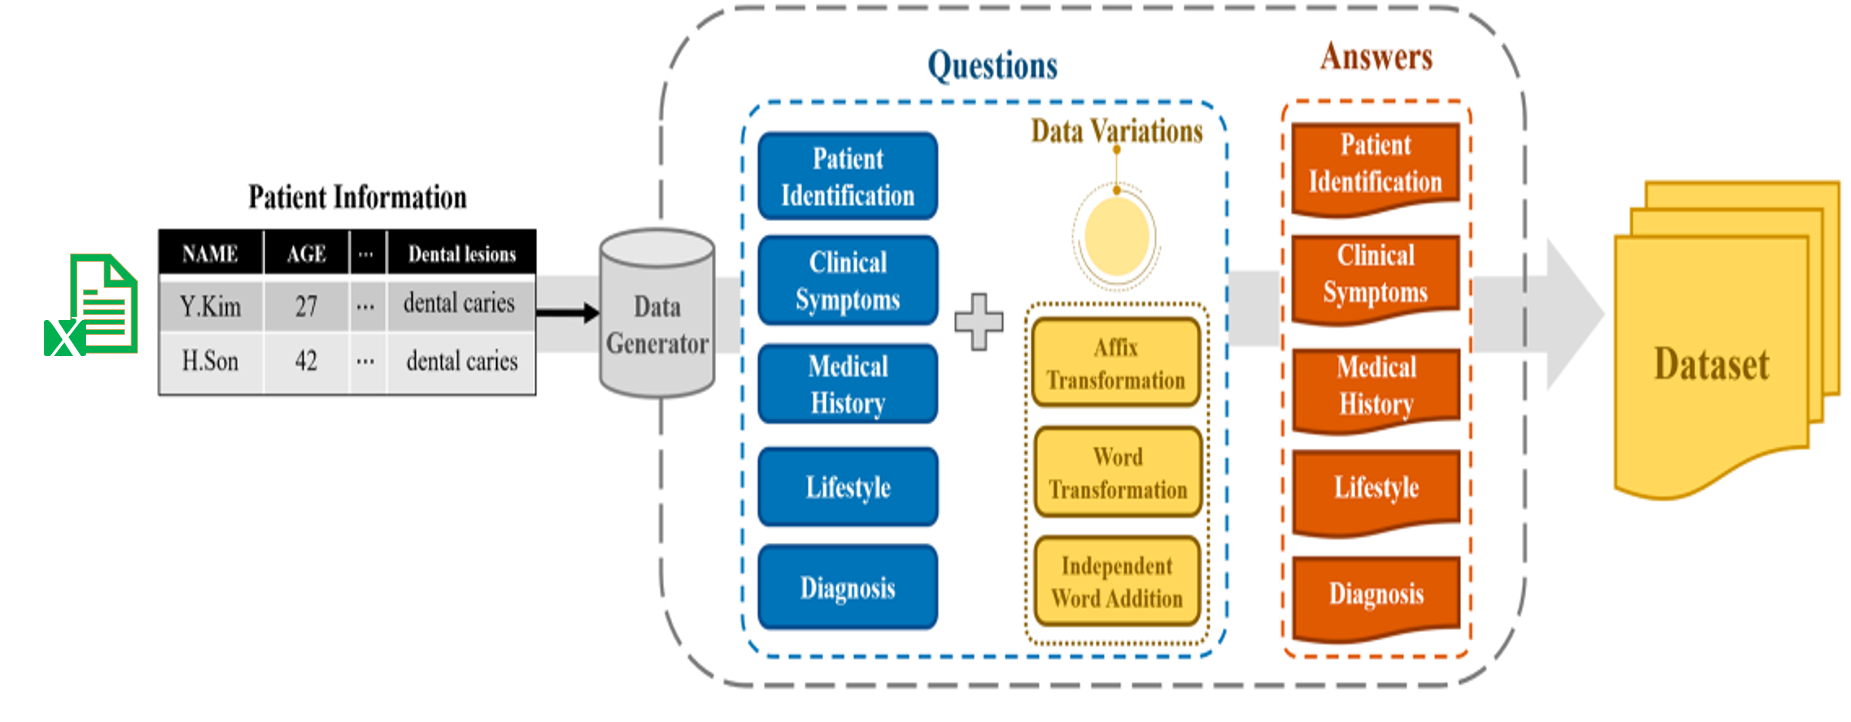 Patient Information
NAME AGE ... Dental lesions
Y.Kim 27 ... dental caries
H.Son 42 ... dental caries
X
Data
Generator
Questions
Patient
Identification
Clinical
Symptoms
Medical
History
Lifestyle
Diagnosis
Data Variations
Affix
Transformation
Word
Transformation
Independent
Word Addition
Answers
Patient
Identification
Clinical
Symptoms
Medical
History
Lifestyle
Diagnosis
Dataset